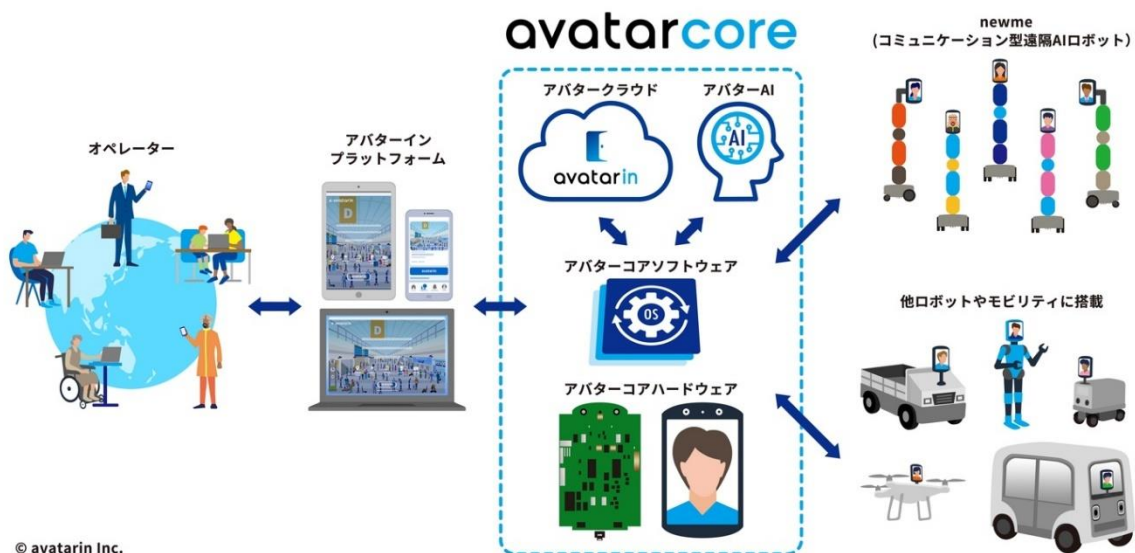 avatarcore
オペレーター
アバターイン
プラットフォーム
アバタークラウド
アバターAI
avatarin
AI
アバターコアソフトウェア
OS
アバターコアハードウェア
newme
(コミュニケーション型遠隔AIロボット)
他ロボットやモビリティに搭載
D
D
© avatarin Inc.